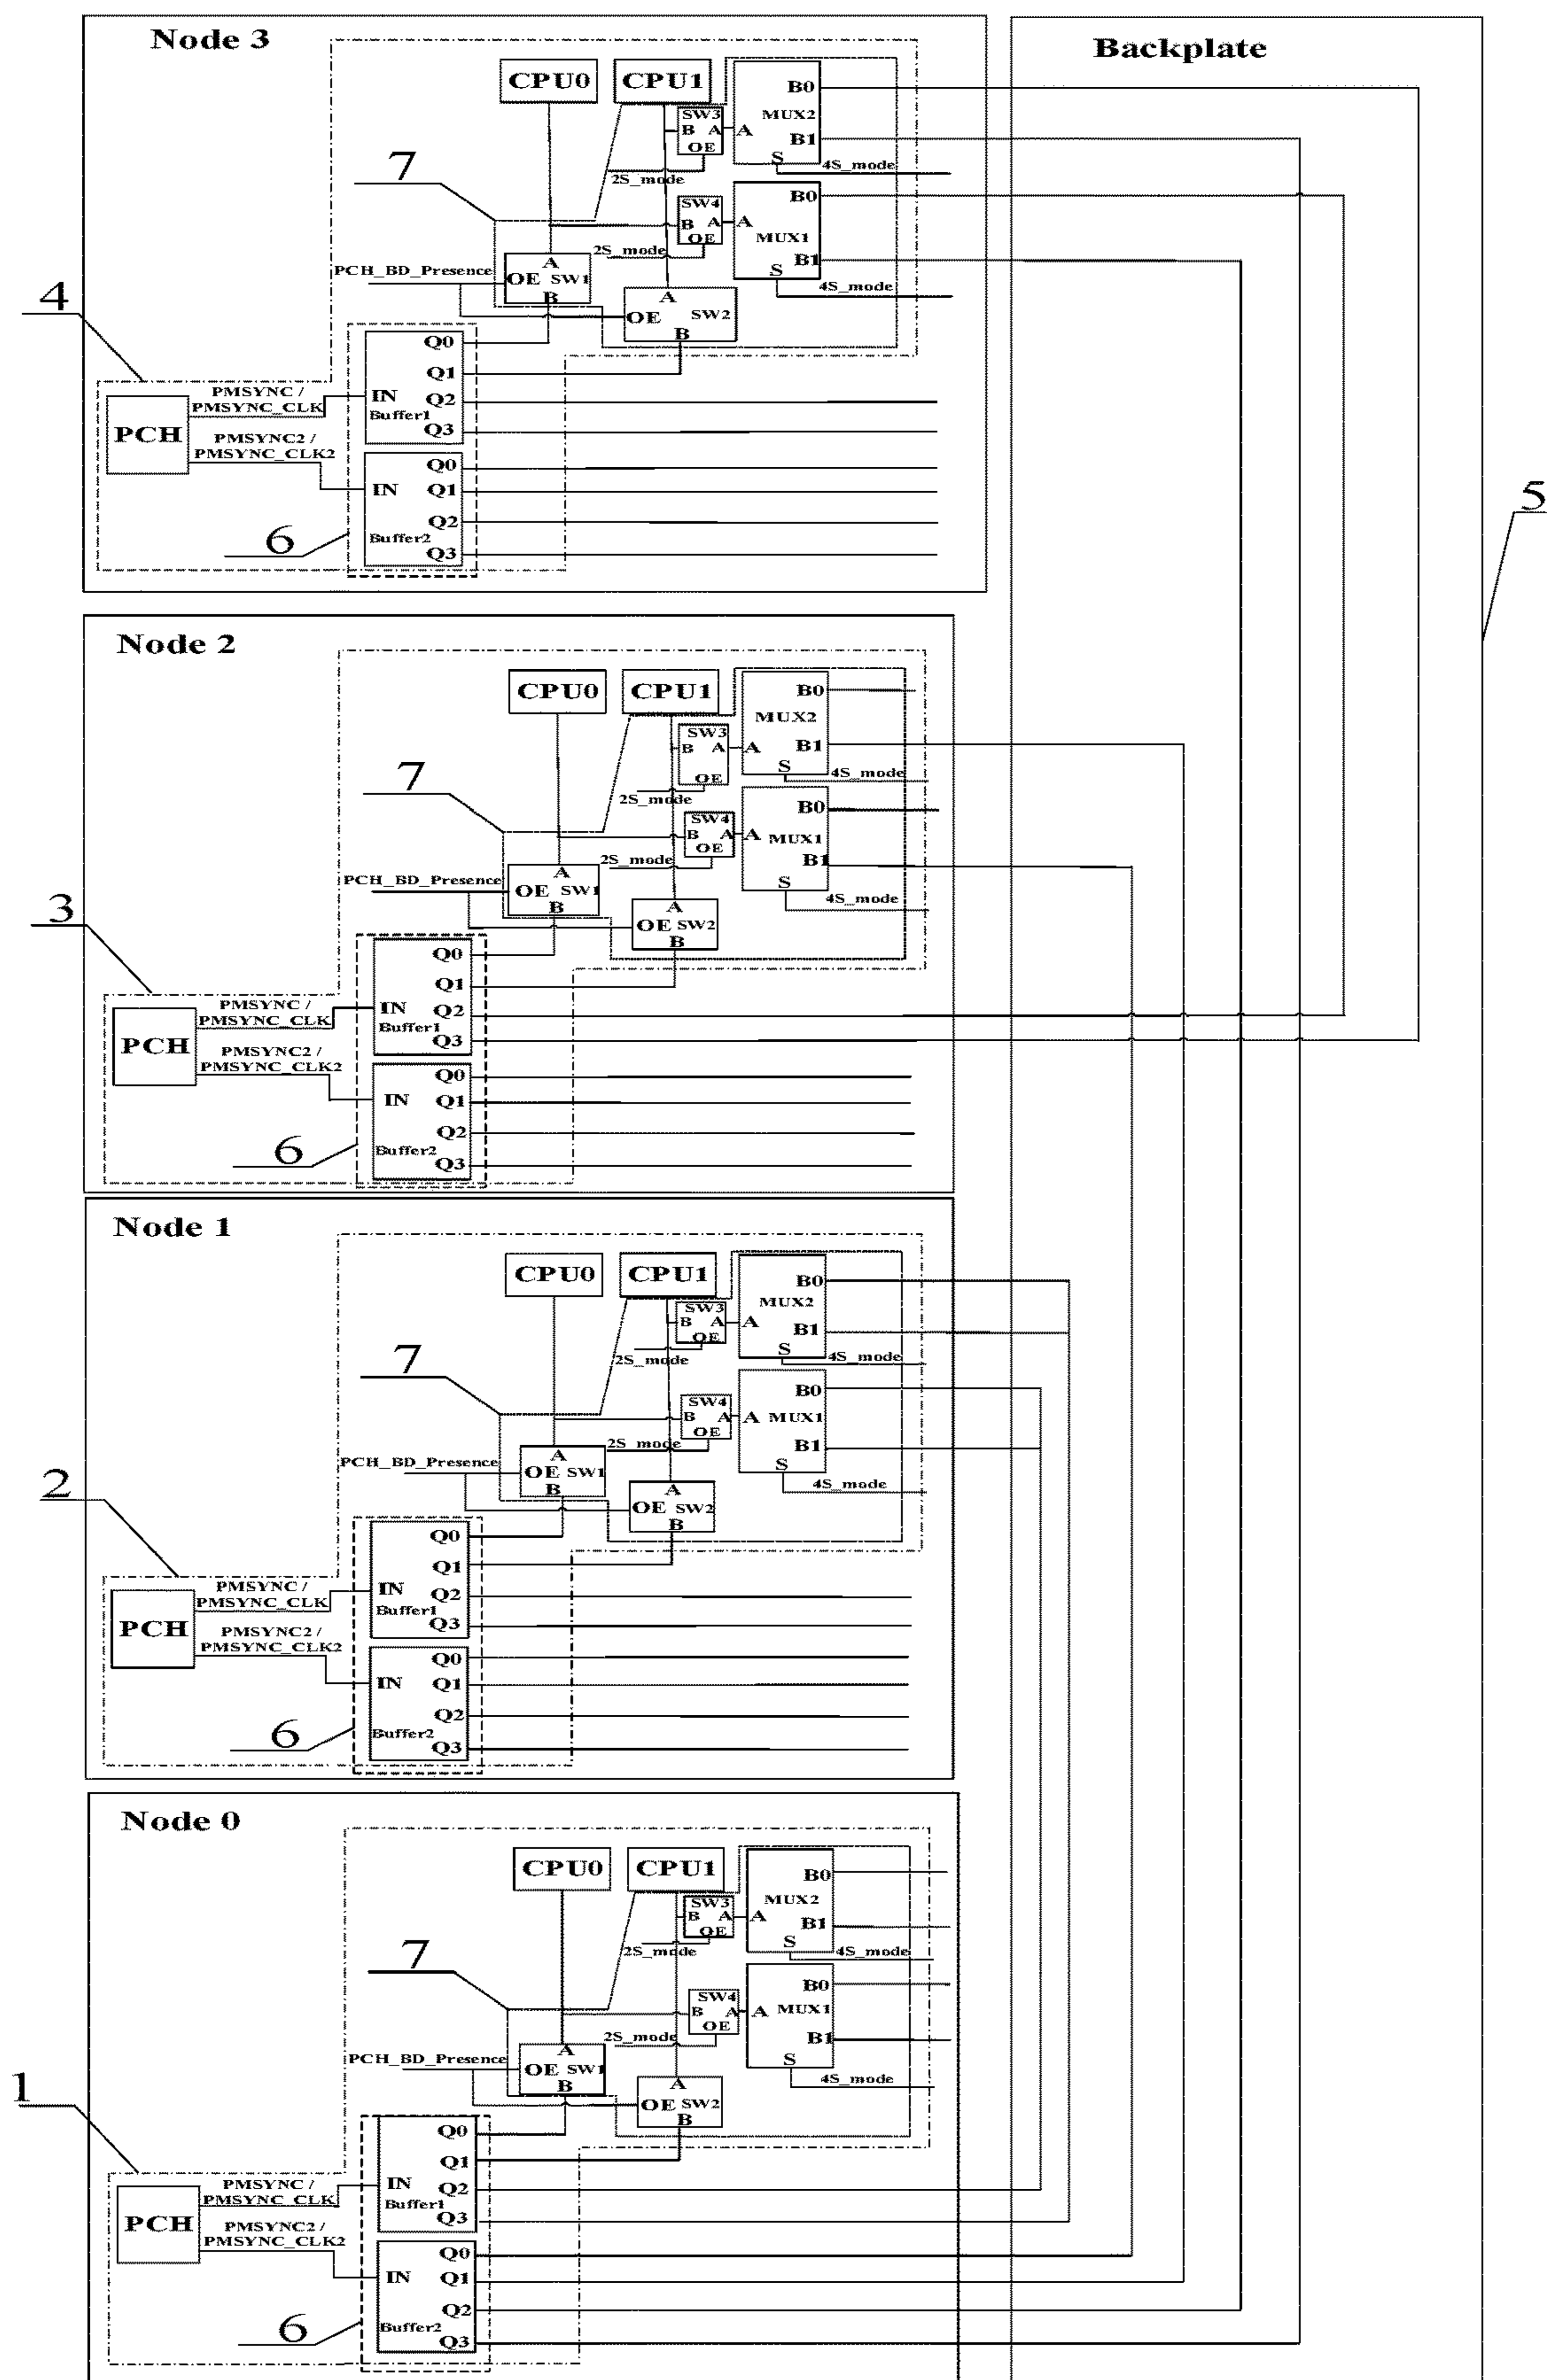 Node 3
Backplate
CPU0
CPU1
SW3
B A
OE
A
MUX2
B0
B1
S
4S_mode
2S_mode
7
SW4
B A
OE
A
MUX1
B0
B1
S
4S_mode
2S_mode
PCH_BD_Presence
A
OE SW1
B
A
OE SW2
B
4
5
PCH
PMSYNC /
PMSYNC_CLK
PMSYNC2 /
PMSYNC_CLK2
IN
Buffer1
Q0
Q1
Q2
Q3
IN
Buffer2
Q0
Q1
Q2
Q3
6
Node 2
CPU0
CPU1
SW3
B A
OE
A
MUX2
B0
B1
S
4S_mode
2S_mode
7
SW4
B A
OE
A
MUX1
B0
B1
S
4S_mode
2S_mode
PCH_BD_Presence
A
OE SW1
B
A
OE SW2
B
3
PCH
PMSYNC /
PMSYNC_CLK
PMSYNC2 /
PMSYNC_CLK2
IN
Buffer1
Q0
Q1
Q2
Q3
IN
Buffer2
Q0
Q1
Q2
Q3
6
Node 1
CPU0
CPU1
SW3
B A
OE
A
MUX2
B0
B1
S
4S_mode
2S_mode
7
SW4
B A
OE
A
MUX1
B0
B1
S
4S_mode
2S_mode
PCH_BD_Presence
A
OE SW1
B
A
OE SW2
B
2
PCH
PMSYNC /
PMSYNC_CLK
PMSYNC2 /
PMSYNC_CLK2
IN
Buffer1
Q0
Q1
Q2
Q3
IN
Buffer2
Q0
Q1
Q2
Q3
6
Node 0
CPU0
CPU1
SW3
B A
OE
A
MUX2
B0
B1
S
4S_mode
2S_mode
7
SW4
B A
OE
A
MUX1
B0
B1
S
4S_mode
2S_mode
PCH_BD_Presence
A
OE SW1
B
A
OE SW2
B
1
PCH
PMSYNC /
PMSYNC_CLK
PMSYNC2 /
PMSYNC_CLK2
IN
Buffer1
Q0
Q1
Q2
Q3
IN
Buffer2
Q0
Q1
Q2
Q3
6